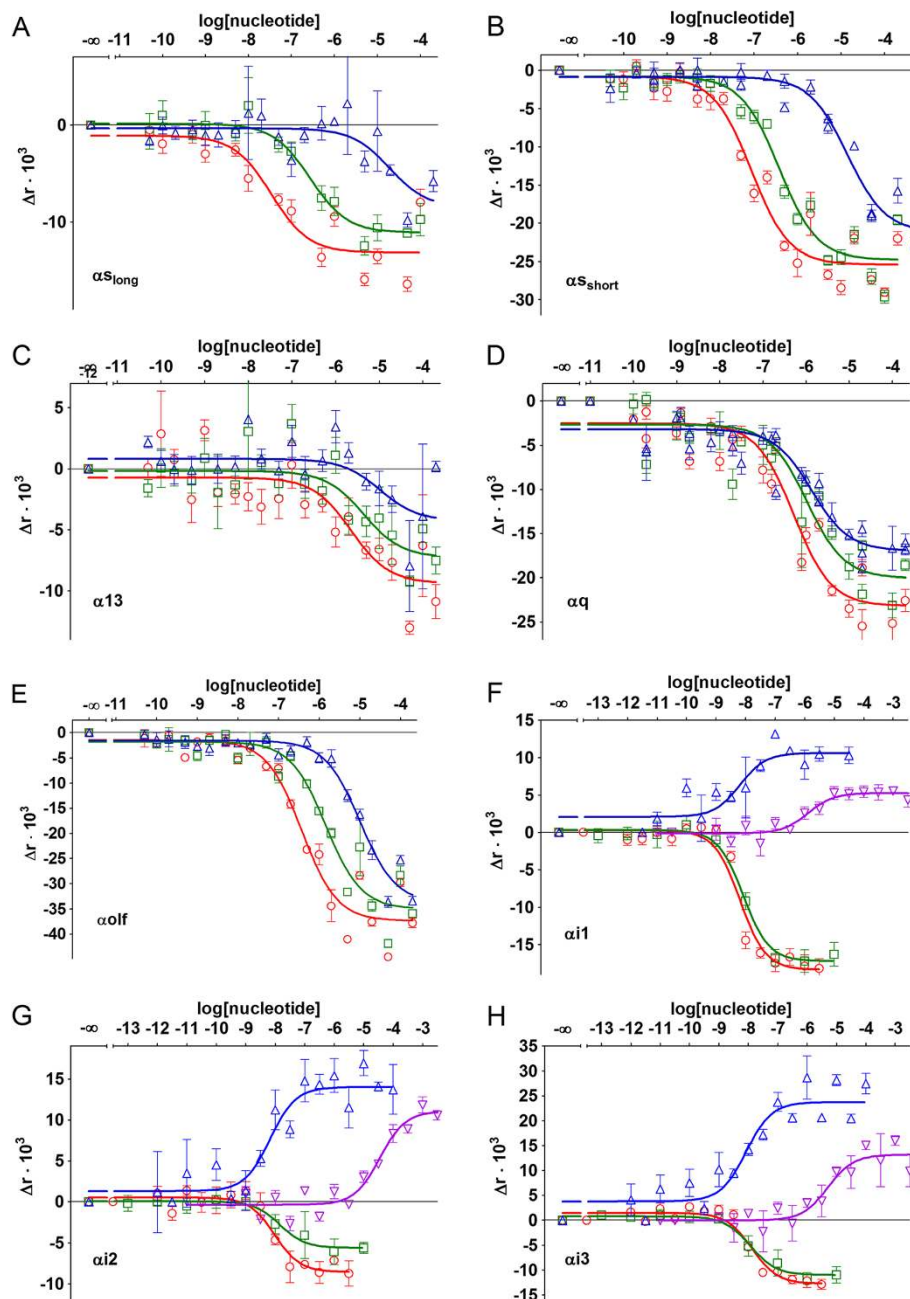 A
log[nucleotide]
-∞ -11 -10 -9 -8 -7 -6 -5 -4
Δr · 10³
5
0
-5
-10
αs_long
B
log[nucleotide]
-∞ -10 -9 -8 -7 -6 -5 -4
Δr · 10³
0
-5
-10
-15
-20
-25
-30
αs_short
C
log[nucleotide]
-∞ -11 -10 -9 -8 -7 -6 -5 -4
-12
Δr · 10³
5
0
-5
-10
α13
D
log[nucleotide]
-∞ -11 -10 -9 -8 -7 -6 -5 -4
Δr · 10³
0
-5
-10
-15
-20
-25
αq
E
log[nucleotide]
-∞ -11 -10 -9 -8 -7 -6 -5 -4
Δr · 10³
0
-5
-10
-15
-20
-25
-30
-35
-40
αolf
F
log[nucleotide]
-∞ -13 -12 -11 -10 -9 -8 -7 -6 -5 -4 -3
Δr · 10³
15
10
5
0
-5
-10
-15
αi1
G
log[nucleotide]
-∞ -13 -12 -11 -10 -9 -8 -7 -6 -5 -4 -3
Δr · 10³
15
10
5
0
-5
-10
αi2
H
log[nucleotide]
-∞ -13 -12 -11 -10 -9 -8 -7 -6 -5 -4 -3
Δr · 10³
35
30
25
20
15
10
5
0
-5
-10
-15
αi3